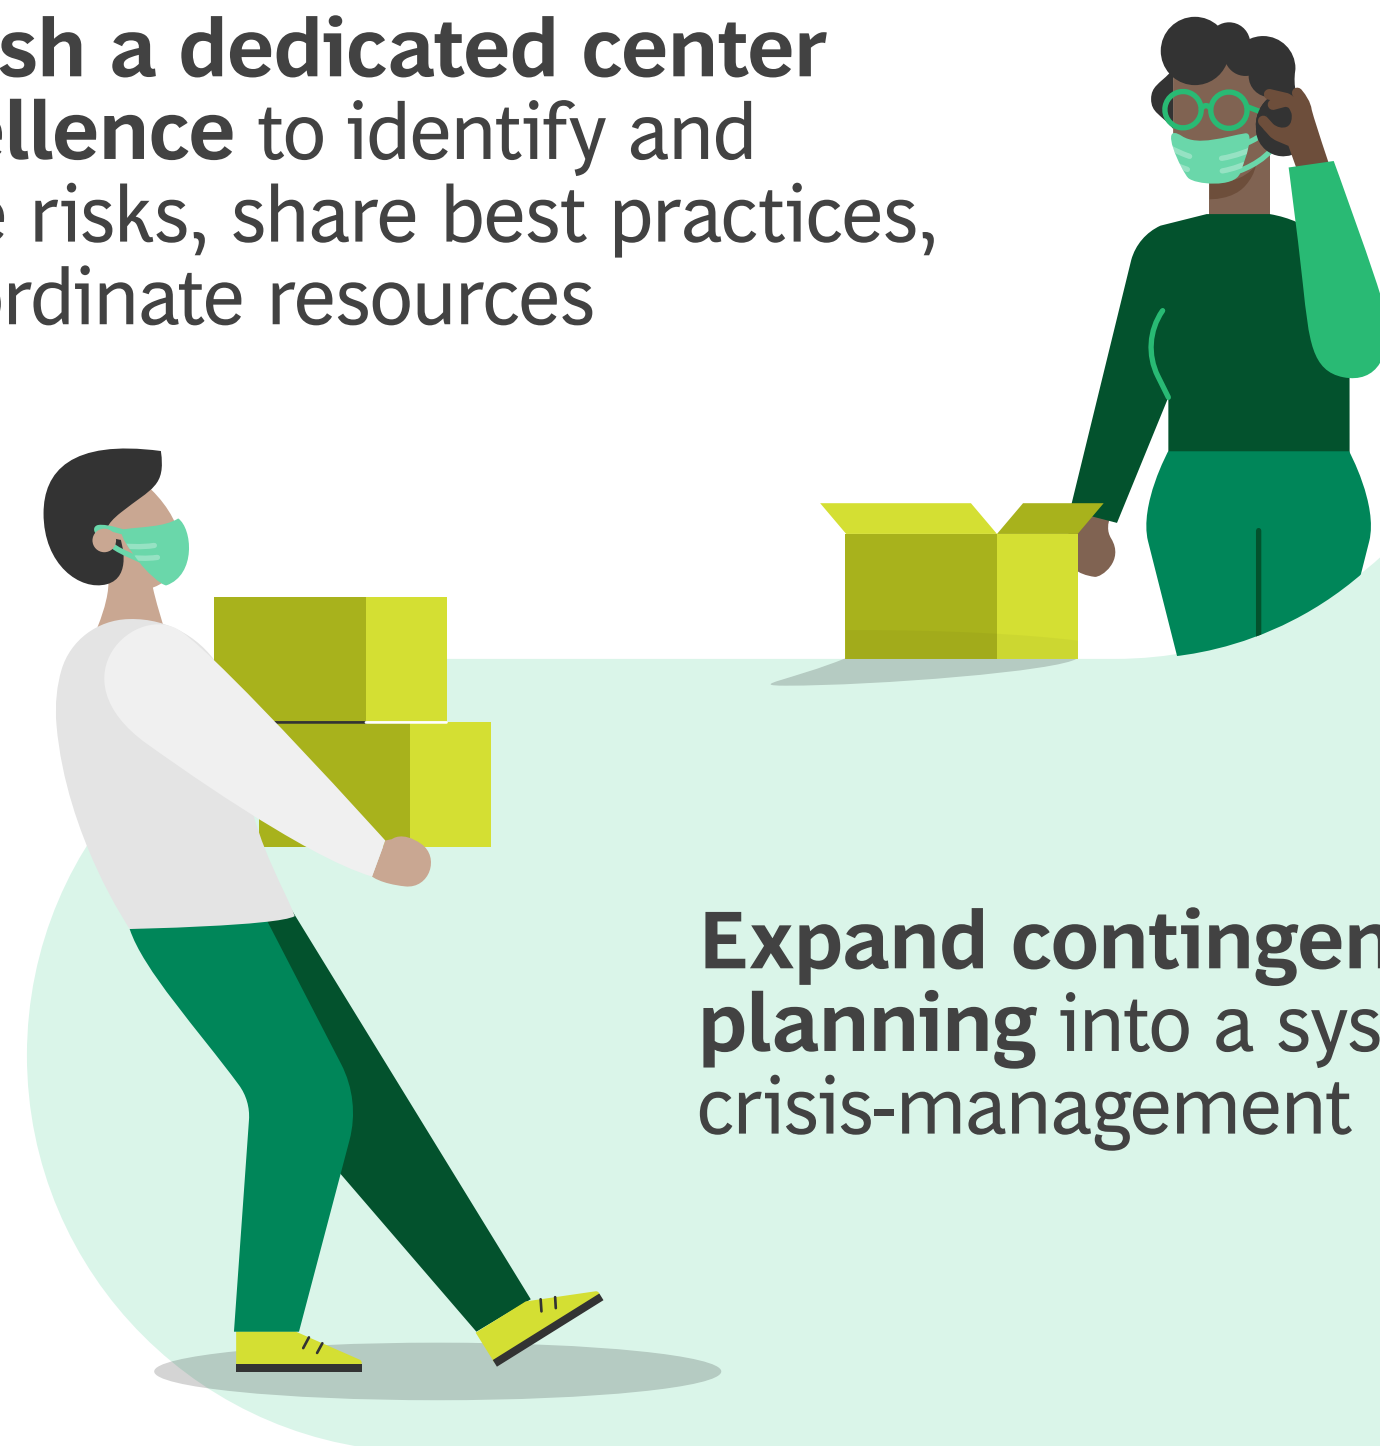 sh a dedicated center
ellence to identify and
e risks, share best practices,
ordinate resources
Expand contingen
planning into a sys
crisis-management